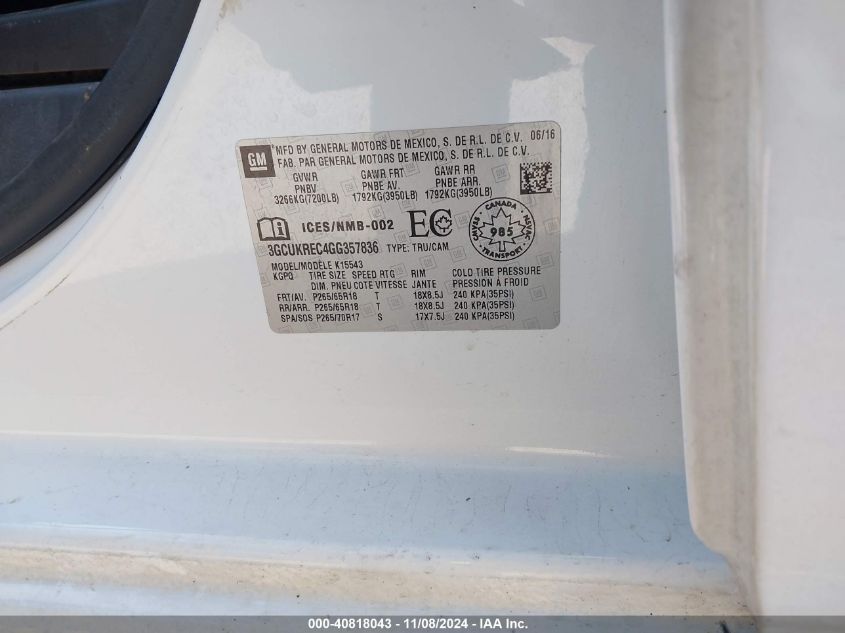 GM
MFD BY GENERAL MOTORS DE MEXICO, S. DE R.L. DE C.V. 06/16
FAB. PAR GENERAL MOTORS DE MEXICO, S. DE R.L. DE C.V.
GVWR GAWR FRT GAWR RR
PNBV PNBE AV. PNBE ARR.
3266KG(7200LB) 1792KG(3950LB) 1792KG(3950LB)
ICES/NMB-002 EC
CANADA
985
NSVAC
CMVSS
3GCUKREC4GG357836 TYPE: TRU/CAM
MODEL/MODÈLE K15543
KGPQ TIRE SIZE SPEED RTG RIM COLD TIRE PRESSURE
DIM. PNEU COTE VITESSE JANTE PRESSION À FROID
FRT/AV. P265/65R18 T 18X8.5J 240 KPA(35PSI)
RR/ARR. P265/65R18 T 18X8.5J 240 KPA(35PSI)
SPA/SOS P265/70R17 S 17X7.5J 240 KPA(35PSI)
000-40818043 - 11/08/2024 - IAA Inc.